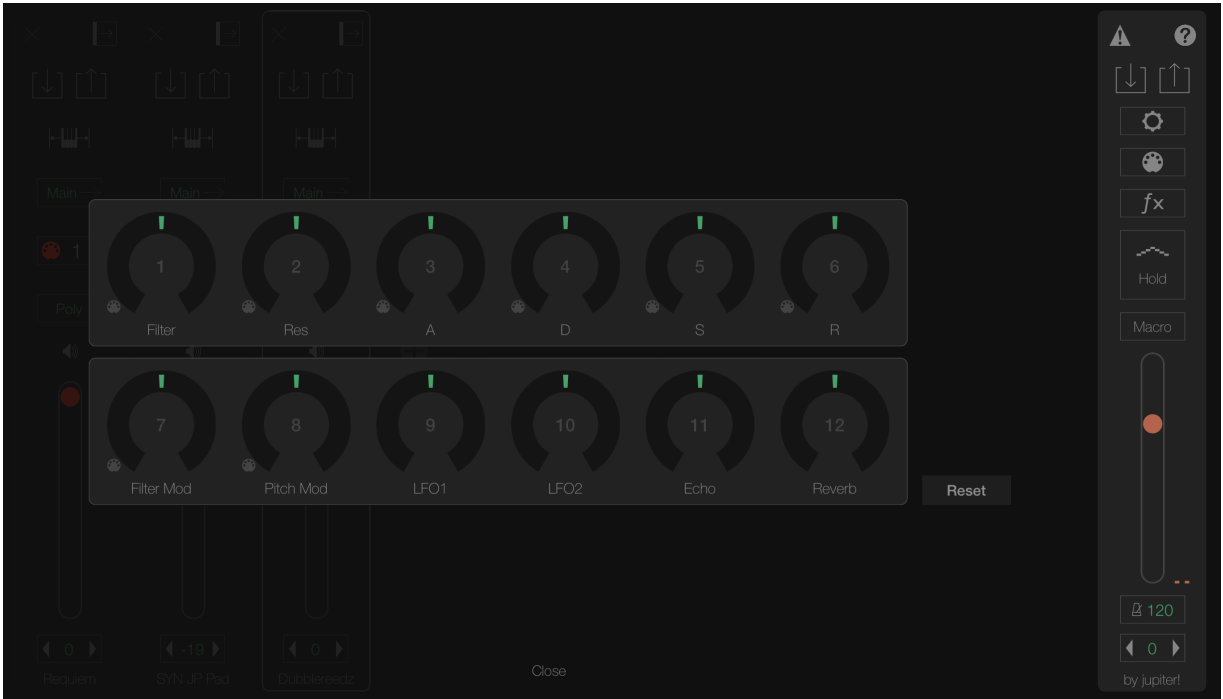 Main
Main
Main
fx
1
1
2
3
4
5
6
Hold
Poly
Filter
Res
A
D
S
R
Macro
7
8
9
10
11
12
Filter Mod
Pitch Mod
LFO1
LFO2
Echo
Reverb
Reset
120
0
-19
0
0
Close
Requiem
SYN JP Pad
Dubblereedz
by jupiter!